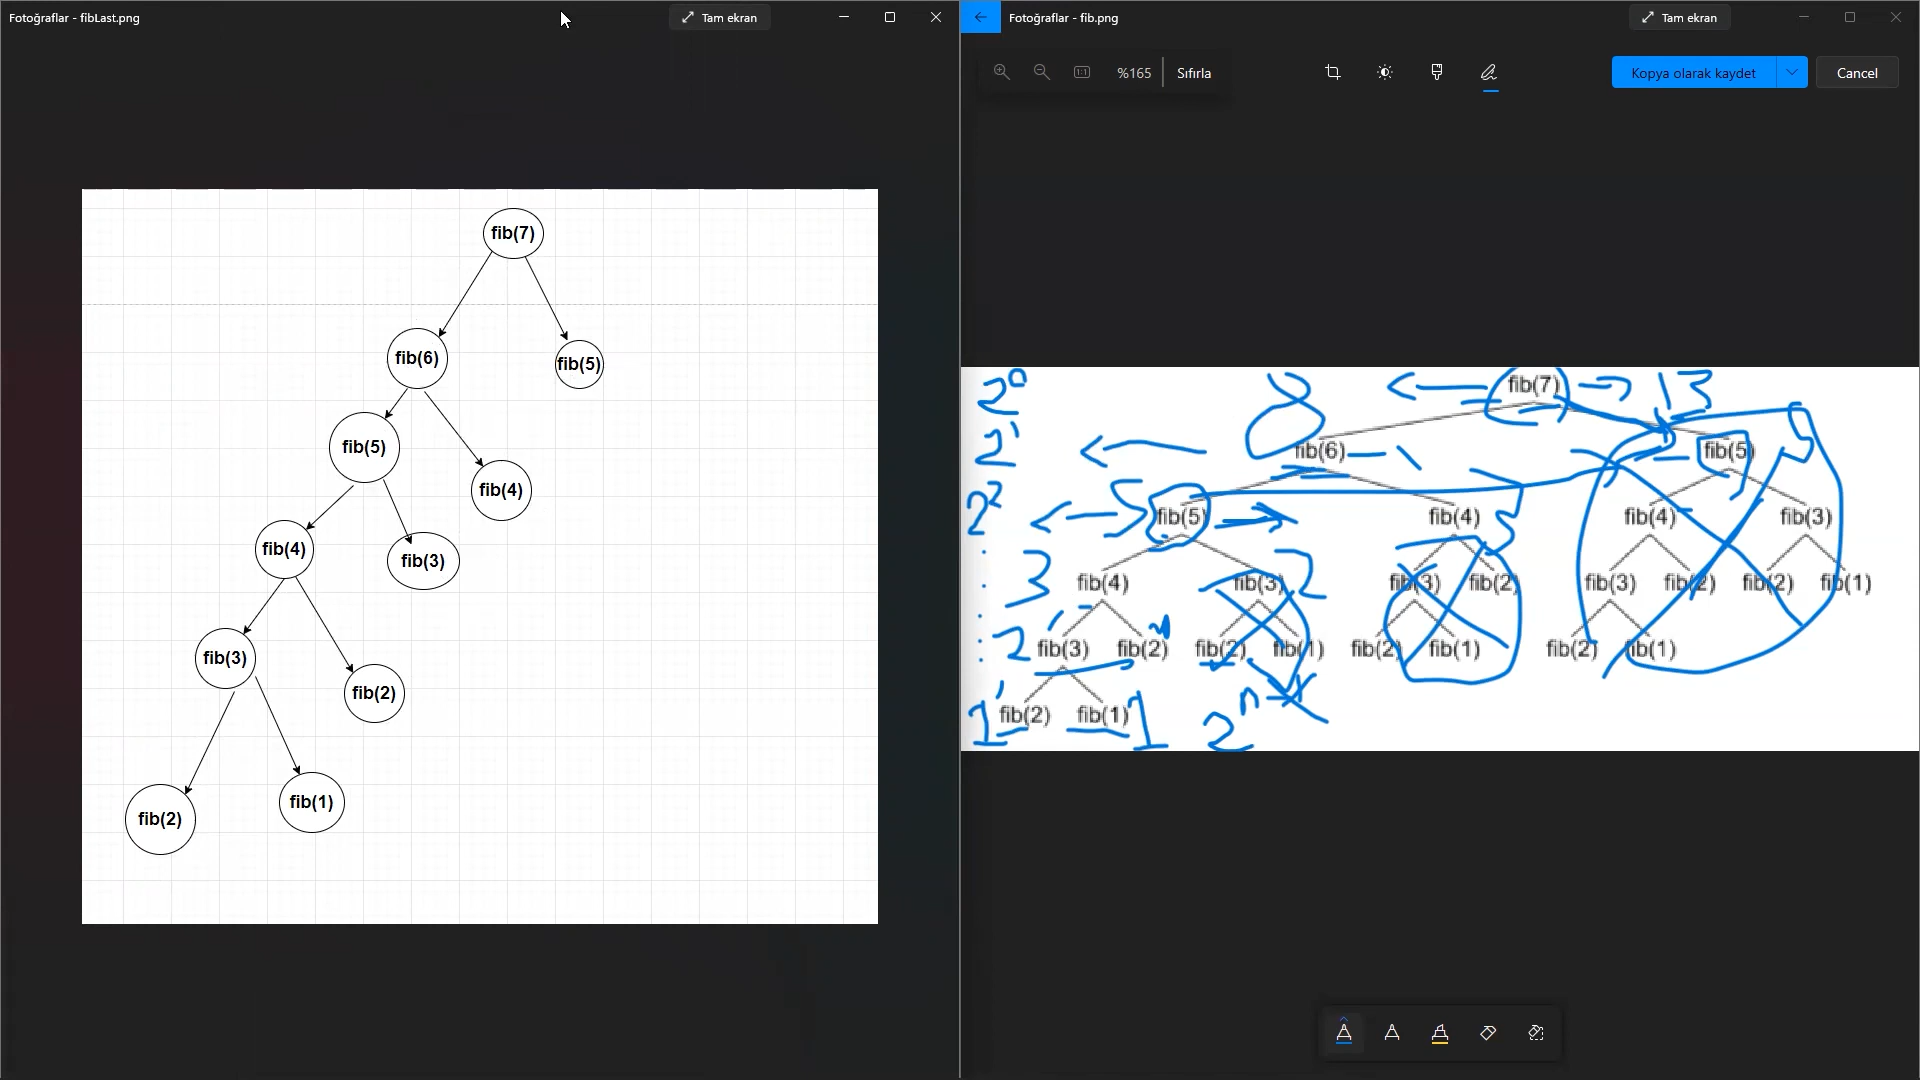 Fotoğraflar - fibLast.png
Tam ekran
fib(7)
fib(6)
fib(5)
fib(5)
fib(4)
fib(4)
fib(3)
fib(3)
fib(2)
fib(2)
fib(1)
Fotoğraflar - fib.png
Tam ekran
%165
Sıfırla
Kopya olarak kaydet
Cancel
2⁰ 8 fib(7) 13
2¹ fib(6) fib(5)
2² 5 fib(5) fib(4) fib(4) fib(3)
3 fib(4) fib(3) 2 fib(3) fib(2) fib(3) fib(2) fib(2) fib(1)
2 fib(3) fib(2) fib(2) fib(1) fib(2) fib(1) fib(2) fib(1)
1 fib(2) fib(1) 1